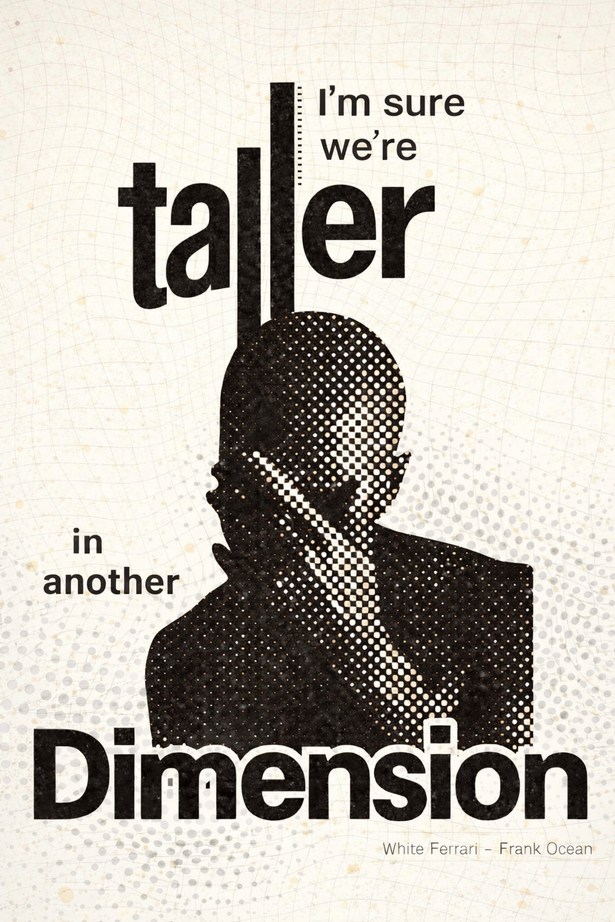 I’m sure
we’re
taller
in
another
Dimension
White Ferrari – Frank Ocean